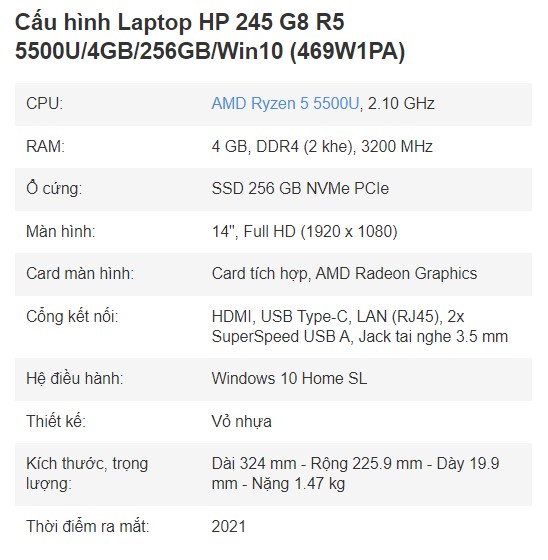 Cấu hình Laptop HP 245 G8 R5
5500U/4GB/256GB/Win10 (469W1PA)
CPU: AMD Ryzen 5 5500U, 2.10 GHz
RAM: 4 GB, DDR4 (2 khe), 3200 MHz
Ổ cứng: SSD 256 GB NVMe PCIe
Màn hình: 14", Full HD (1920 x 1080)
Card màn hình: Card tích hợp, AMD Radeon Graphics
Cổng kết nối: HDMI, USB Type-C, LAN (RJ45), 2x
SuperSpeed USB A, Jack tai nghe 3.5 mm
Hệ điều hành: Windows 10 Home SL
Thiết kế: Vỏ nhựa
Kích thước, trọng
lượng:
Dài 324 mm - Rộng 225.9 mm - Dày 19.9
mm - Nặng 1.47 kg
Thời điểm ra mắt: 2021